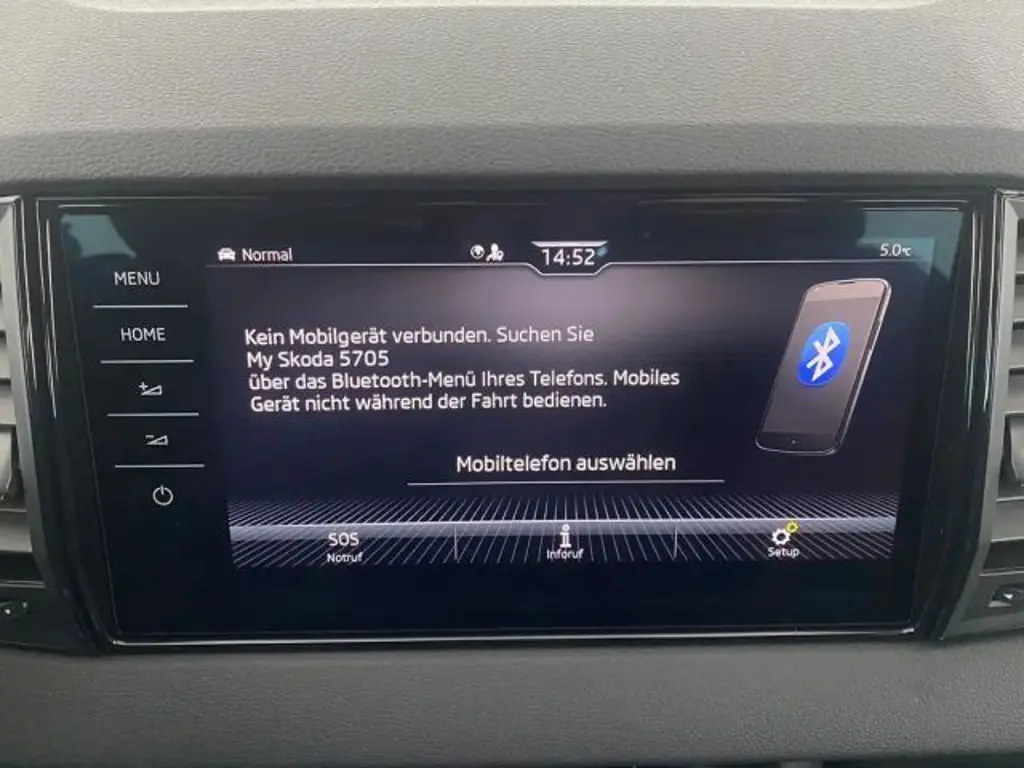 Normal
14:52
5.0°C
MENU
HOME
Kein Mobilgerät verbunden. Suchen Sie
My Skoda 5705
über das Bluetooth-Menü Ihres Telefons. Mobiles
Gerät nicht während der Fahrt bedienen.
Mobiltelefon auswählen
SOS
Notruf
Inforuf
Setup